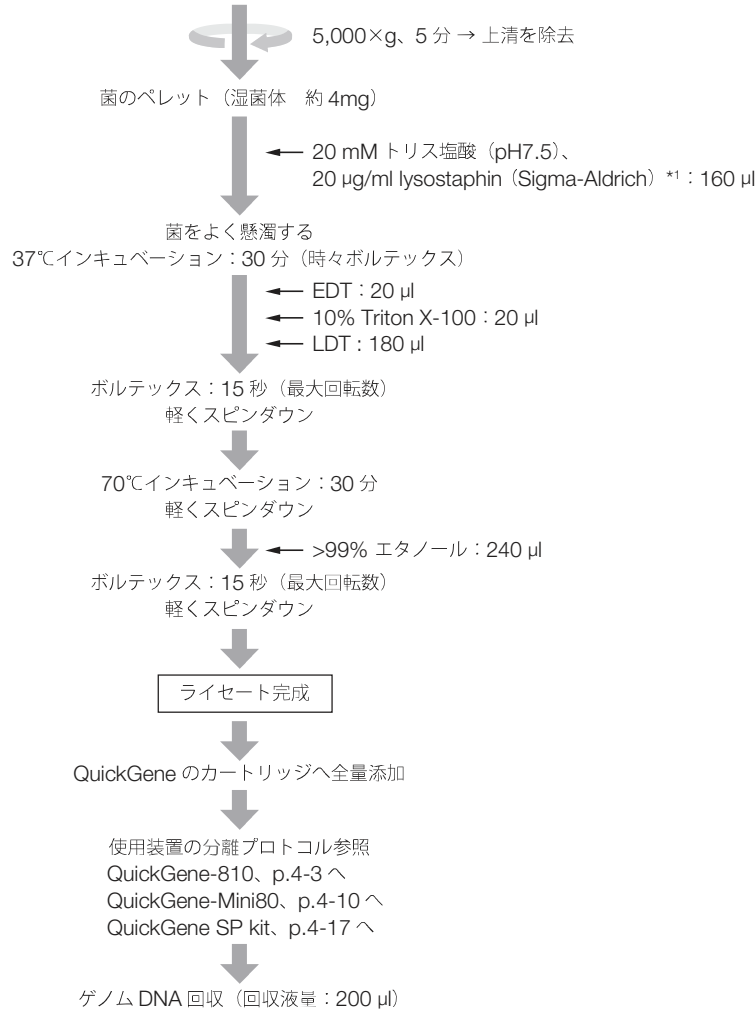 5,000×g、5 分 → 上清を除去
菌のペレット（湿菌体　約 4mg）
20 mM トリス塩酸（pH7.5）、
20 µg/ml lysostaphin（Sigma-Aldrich）*1：160 µl
菌をよく懸濁する
37℃インキュベーション：30 分（時々ボルテックス）
EDT：20 µl
10% Triton X-100：20 µl
LDT：180 µl
ボルテックス：15 秒（最大回転数）
軽くスピンダウン
70℃インキュベーション：30 分
軽くスピンダウン
>99% エタノール：240 µl
ボルテックス：15 秒（最大回転数）
軽くスピンダウン
ライセート完成
QuickGene のカートリッジへ全量添加
使用装置の分離プロトコル参照
QuickGene-810、p.4-3 へ
QuickGene-Mini80、p.4-10 へ
QuickGene SP kit、p.4-17 へ
ゲノム DNA 回収（回収液量：200 µl）